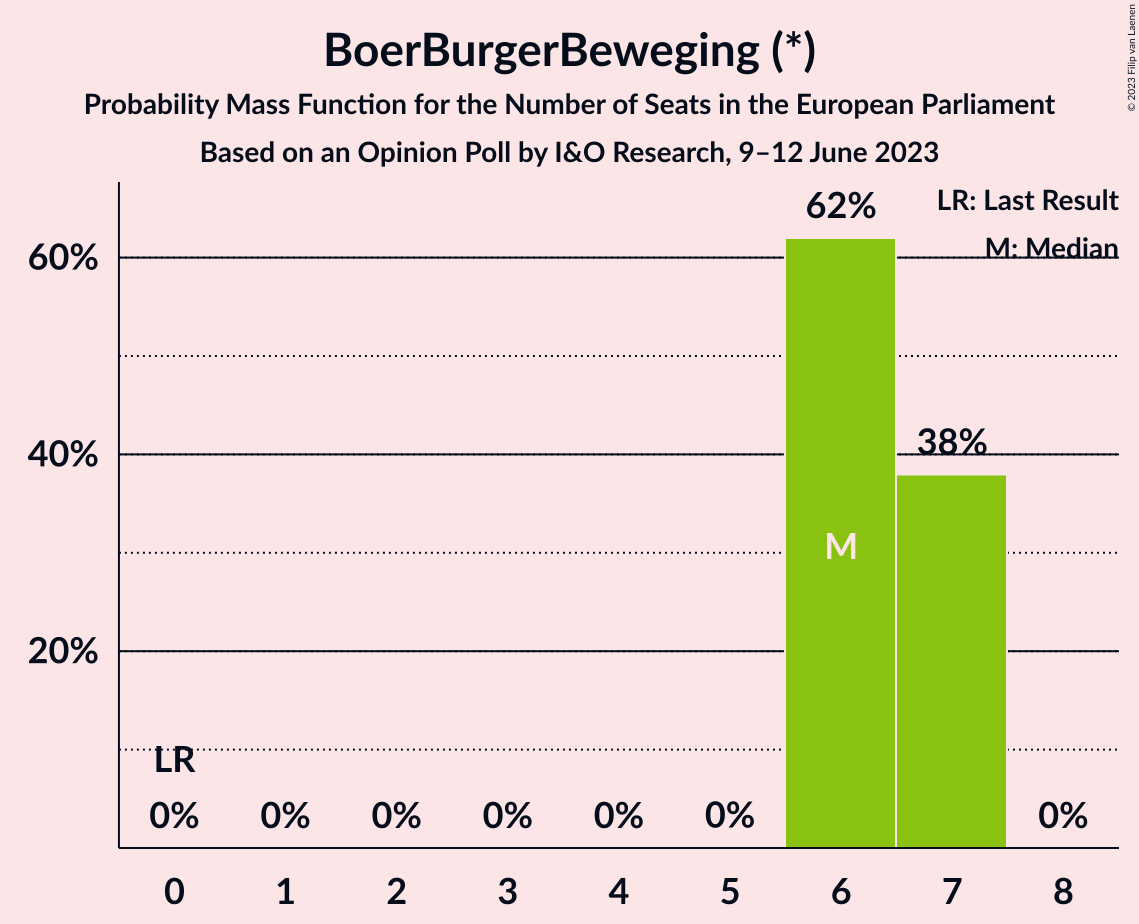 BoerBurgerBeweging (*)
Probability Mass Function for the Number of Seats in the European Parliament
Based on an Opinion Poll by I&O Research, 9–12 June 2023
© 2023 Filip van Laenen
LR: Last Result
M: Median
62%
60%
38%
40%
M
20%
LR
0% 0% 0% 0% 0% 0% 0%
0 1 2 3 4 5 6 7 8